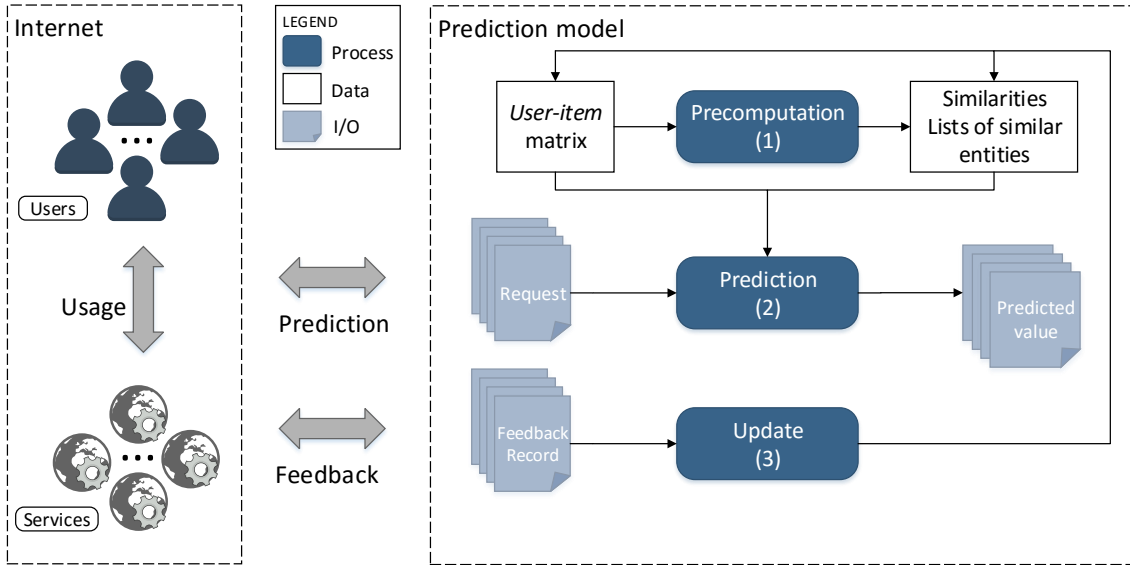 Internet
Users
Usage
Services
LEGEND
Process
Data
I/O
Prediction
Feedback
Prediction model
User-item
matrix
Precomputation
(1)
Similarities
Lists of similar
entities
Request
Prediction
(2)
Predicted
value
Feedback
Record
Update
(3)